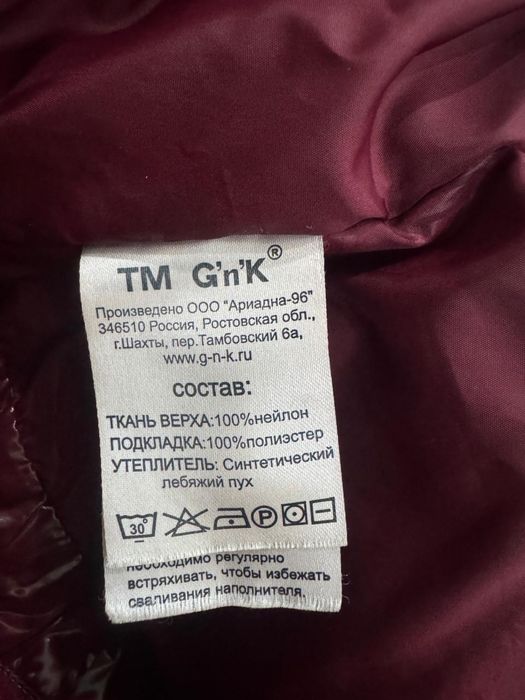 TM G'n'K®
Произведено ООО "Ариадна-96"
346510 Россия, Ростовская обл.,
г.Шахты, пер.Тамбовский 6а,
www.g-n-k.ru
состав:
ТКАНЬ ВЕРХА:100%нейлон
ПОДКЛАДКА:100%полиэстер
УТЕПЛИТЕЛЬ: Синтетический
лебяжий пух
30° P
необходимо регулярно
встряхивать, чтобы избежать
сваливания наполнителя.